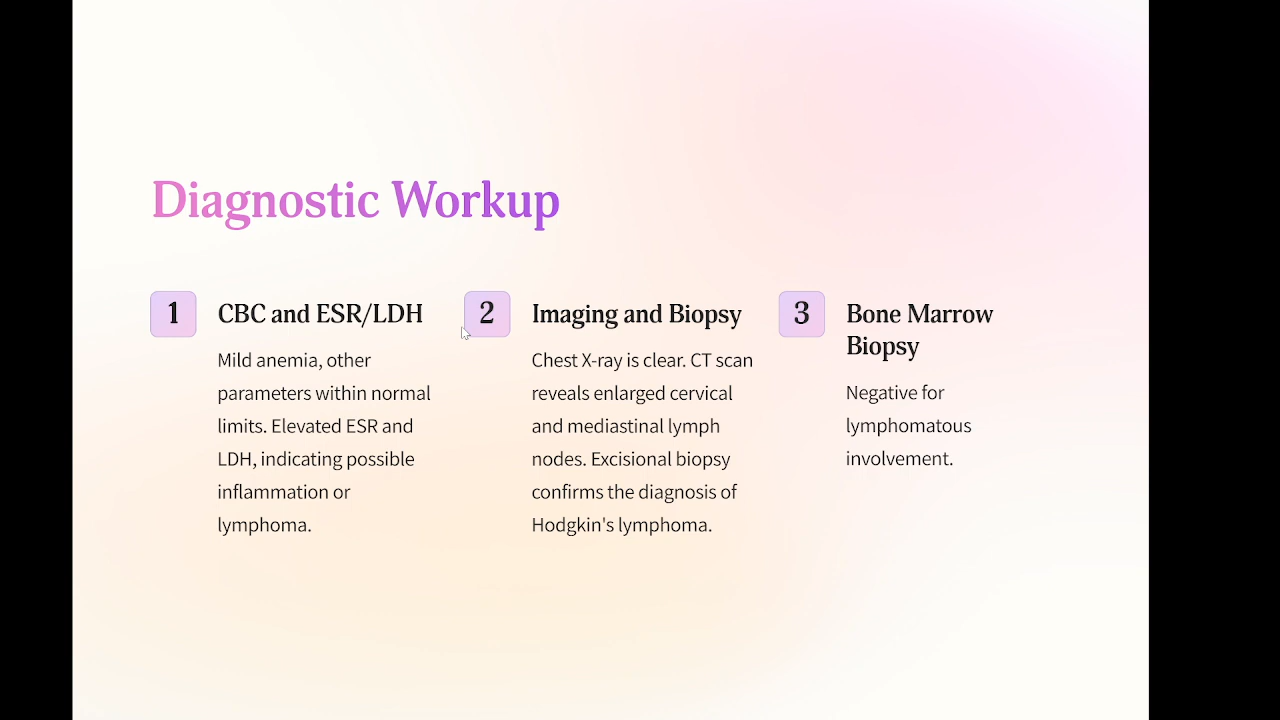 Diagnostic Workup
1
CBC and ESR/LDH
Mild anemia, other
parameters within normal
limits. Elevated ESR and
LDH, indicating possible
inflammation or
lymphoma.
2
Imaging and Biopsy
Chest X-ray is clear. CT scan
reveals enlarged cervical
and mediastinal lymph
nodes. Excisional biopsy
confirms the diagnosis of
Hodgkin's lymphoma.
3
Bone Marrow
Biopsy
Negative for
lymphomatous
involvement.